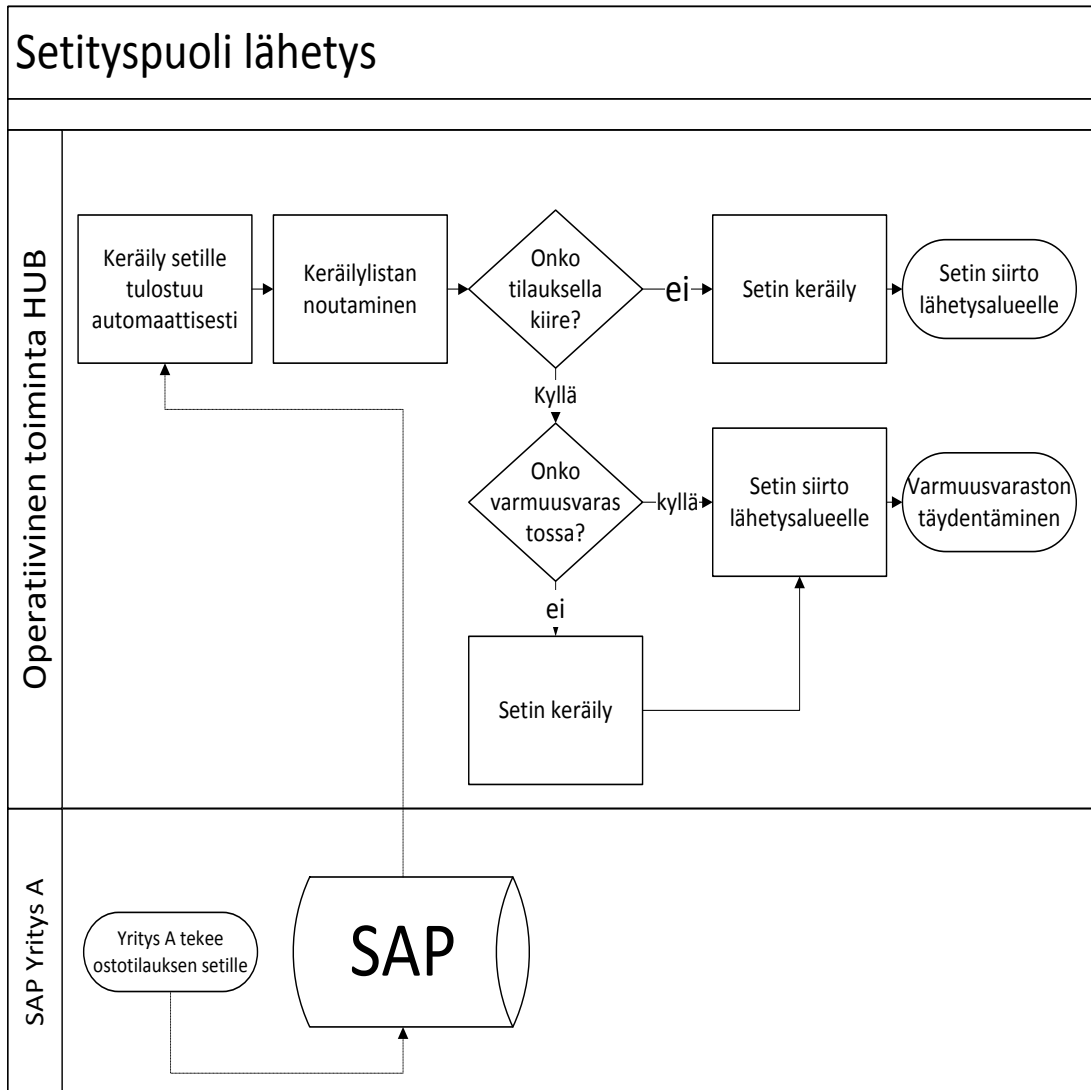 Setityspuoli lähetys
Operatiivinen toiminta HUB
Keräily setille
tulostuu
automaattisesti
Keräilylistan
noutaminen
Onko
tilauksella
kiire?
ei
Setin keräily
Setin siirto
lähetysalueelle
Kyllä
Onko
varmuusvaras
tossa?
kyllä
Setin siirto
lähetysalueelle
Varmuusvaraston
täydentäminen
ei
Setin keräily
SAP Yritys A
Yritys A tekee
ostotilauksen setille
SAP